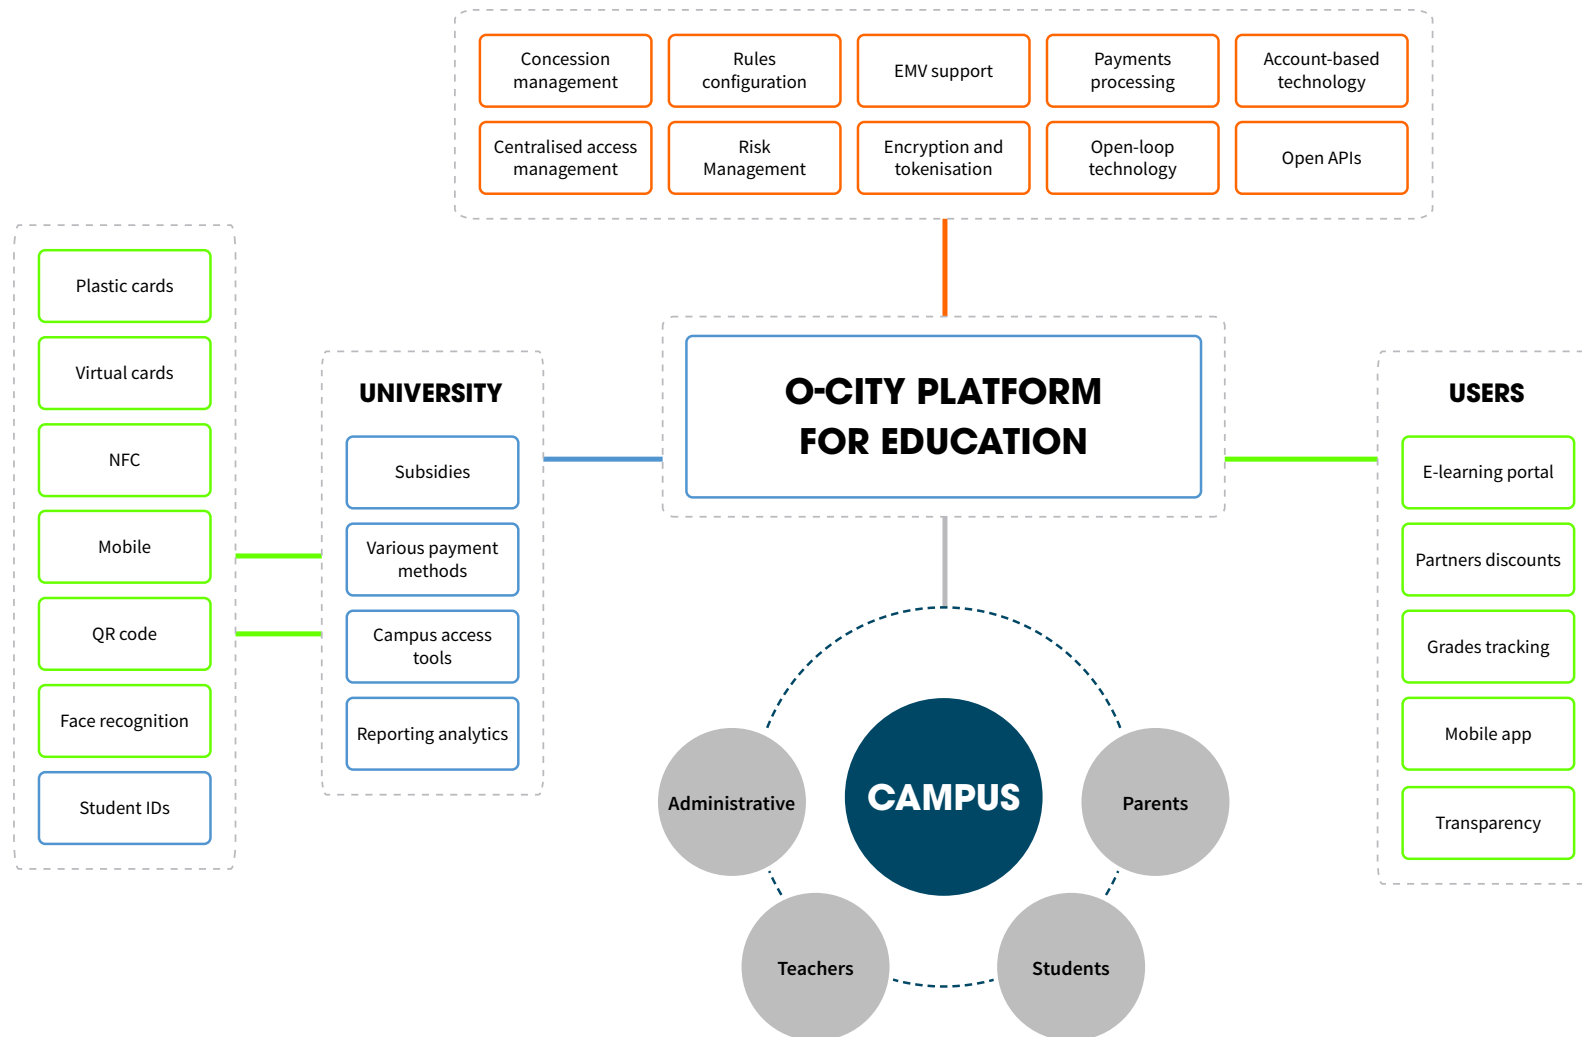 Concession
management
Rules
configuration
EMV support
Payments
processing
Account-based
technology
Centralised access
management
Risk
Management
Encryption and
tokenisation
Open-loop
technology
Open APIs
Plastic cards
Virtual cards
NFC
Mobile
QR code
Face recognition
Student IDs
UNIVERSITY
Subsidies
Various payment
methods
Campus access
tools
Reporting analytics
O-CITY PLATFORM
FOR EDUCATION
USERS
E-learning portal
Partners discounts
Grades tracking
Mobile app
Transparency
CAMPUS
Administrative
Parents
Teachers
Students